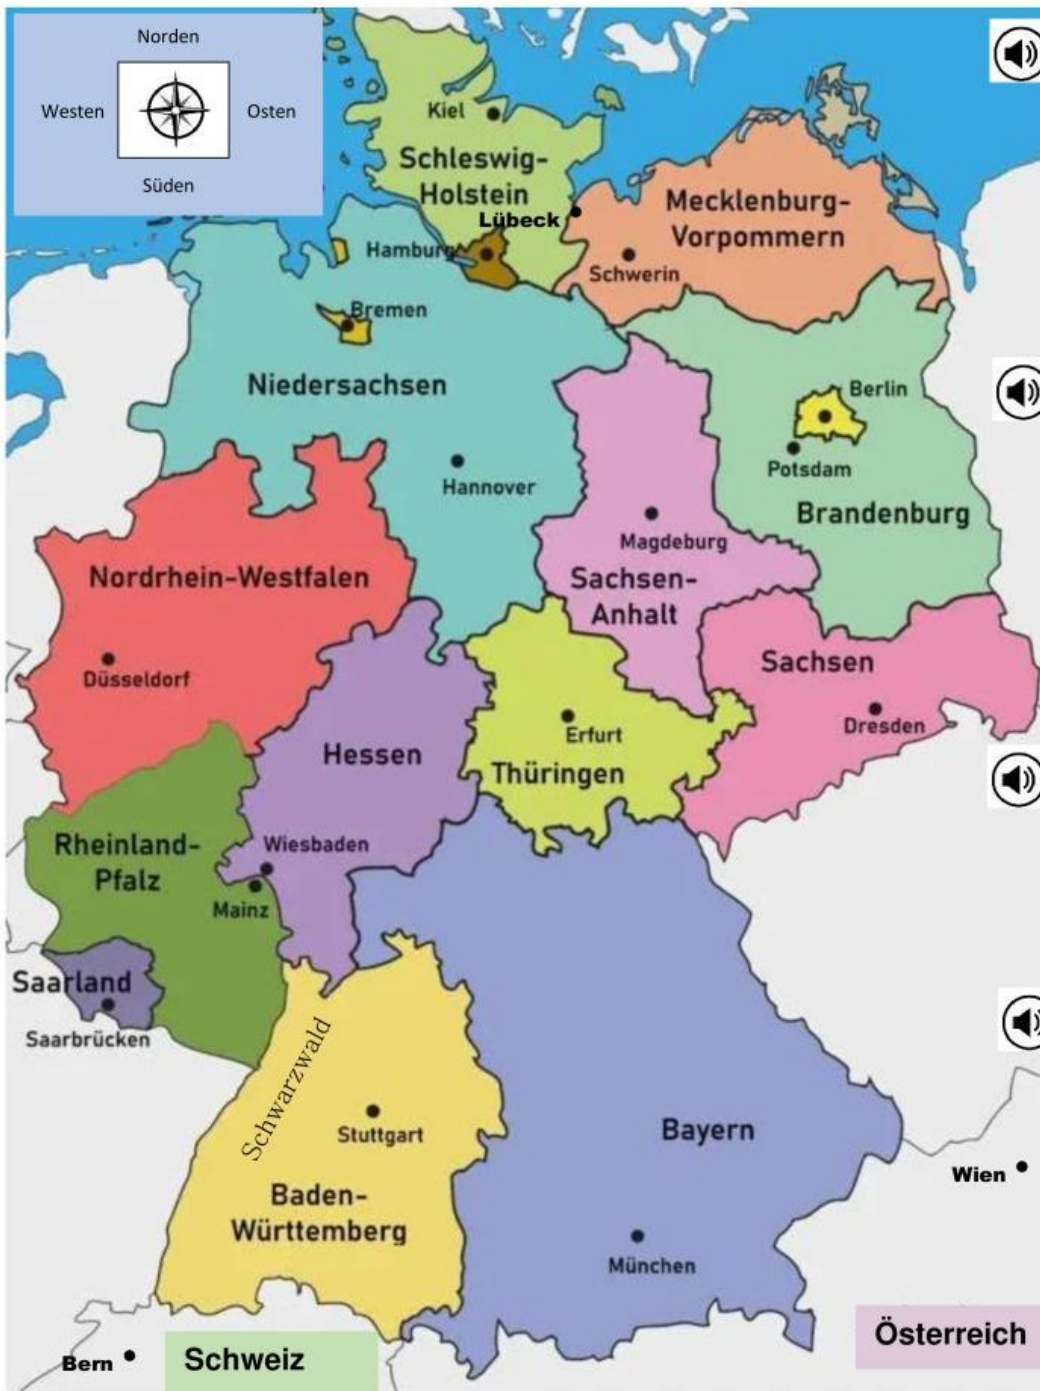 Norden
Westen
Osten
Süden
Kiel
Schleswig-
Holstein
Lübeck
Mecklenburg-
Vorpommern
Hamburg
Schwerin
Bremen
Niedersachsen
Berlin
Potsdam
Hannover
Brandenburg
Magdeburg
Nordrhein-Westfalen
Sachsen-
Anhalt
Düsseldorf
Sachsen
Dresden
Erfurt
Hessen
Thüringen
Rheinland-
Pfalz
Wiesbaden
Mainz
Saarland
Saarbrücken
Schwarzwald
Stuttgart
Bayern
Wien
Baden-
Württemberg
München
Österreich
Bern
Schweiz